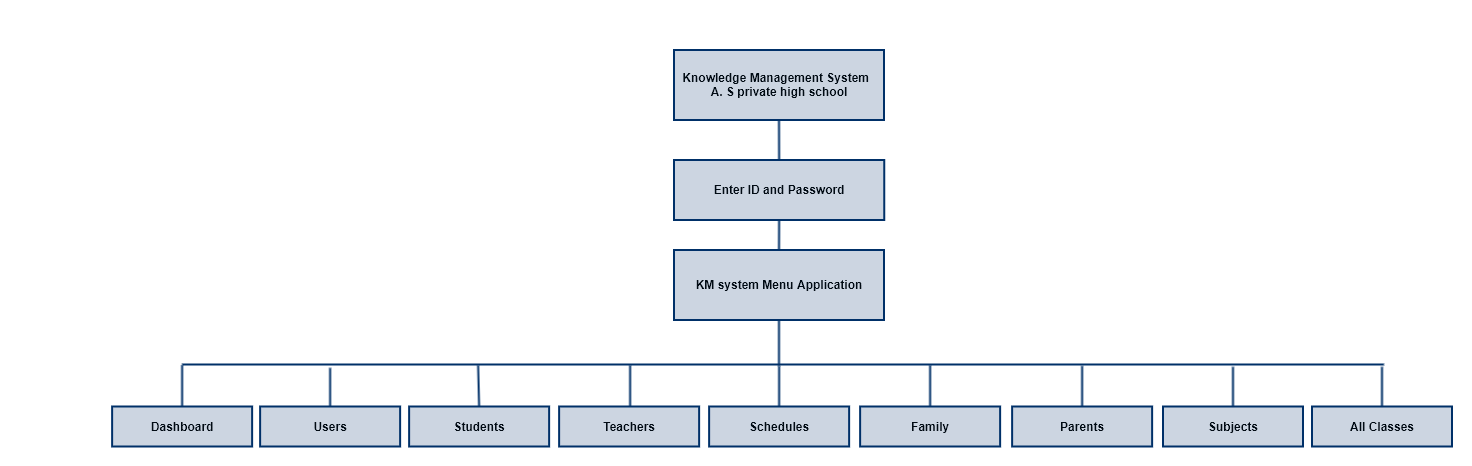 Knowledge Management System
A. S private high school
Enter ID and Password
KM system Menu Application
Dashboard
Users
Students
Teachers
Schedules
Family
Parents
Subjects
All Classes